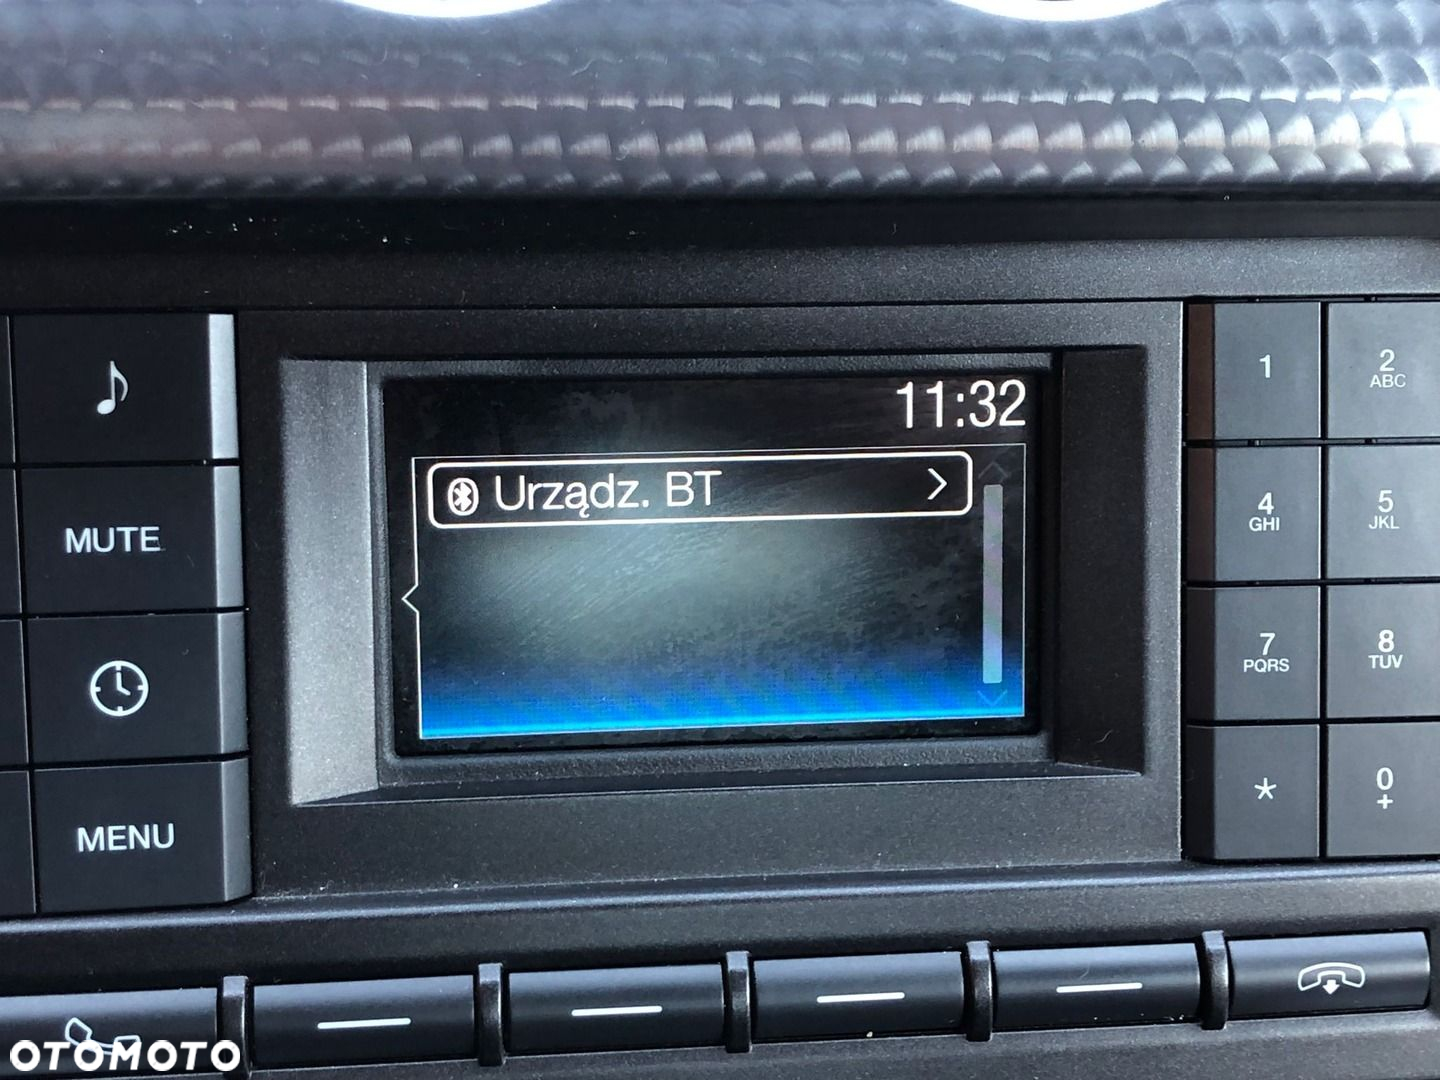 11:32
Urządz. BT
MUTE
MENU
1
2
ABC
4
GHI
5
JKL
7
PQRS
8
TUV
*
0
+
OTOMOTO